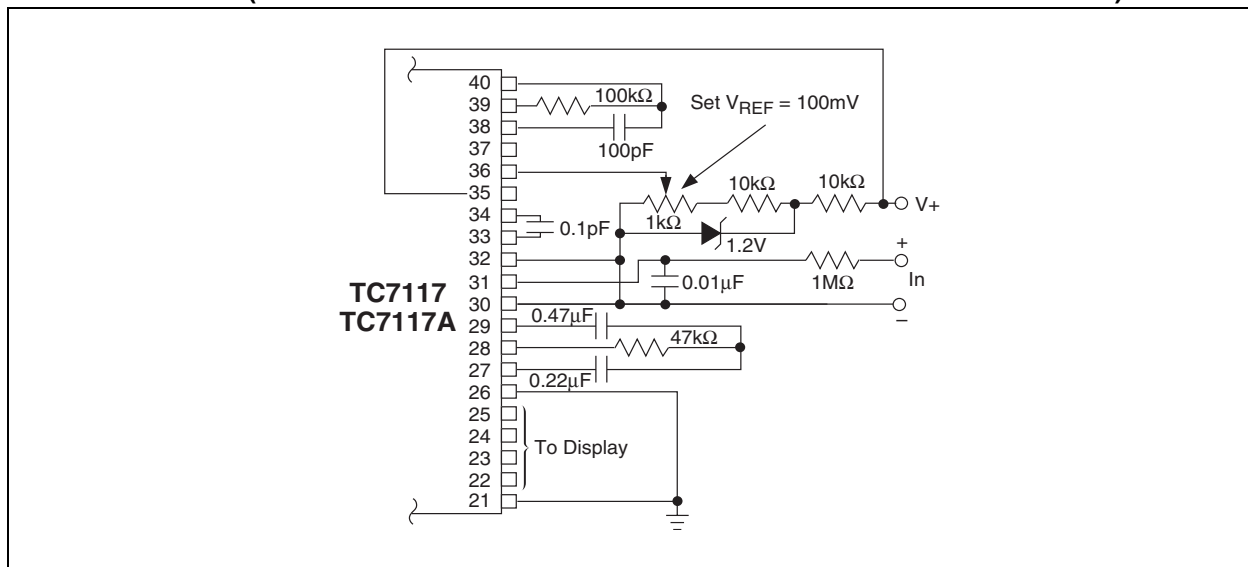 40
39
38
37
36
35
34
33
32
31
30
29
28
27
26
25
24
23
22
21
TC7117
TC7117A
100kΩ
100pF
Set VREF = 100mV
10kΩ
10kΩ
V+
1kΩ
1.2V
0.1pF
0.01μF
1MΩ
+
In
–
0.47μF
47kΩ
0.22μF
To Display